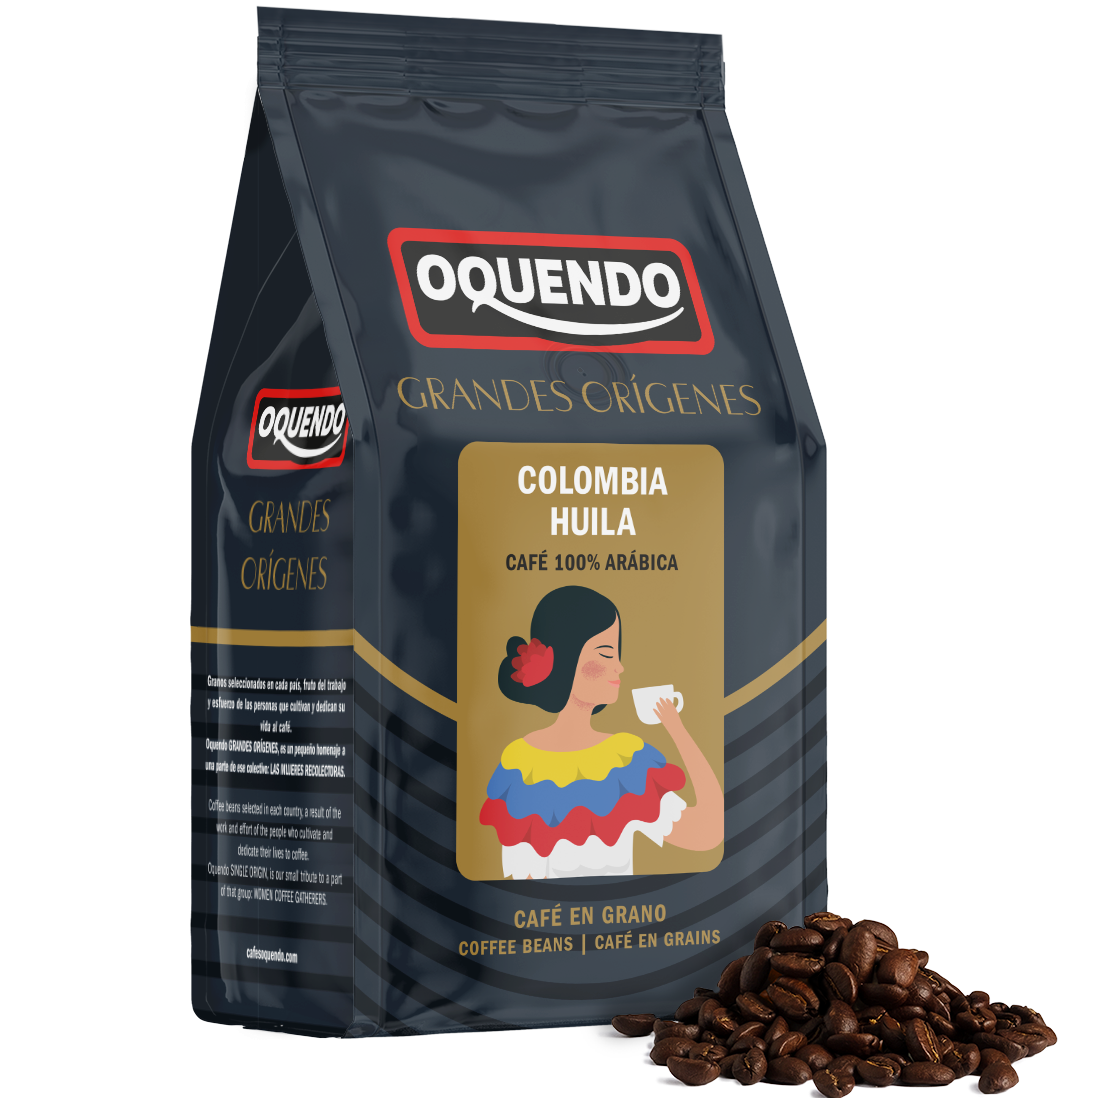 OQUENDO
GRANDES ORÍGENES
COLOMBIA
HUILA
CAFÉ 100% ARÁBICA
CAFÉ EN GRANO
COFFEE BEANS | CAFÉ EN GRAINS
OQUENDO
GRANDES
ORÍGENES
Granos seleccionados en cada país, fruto del trabajo
y esfuerzo de las personas que cultivan y dedican su
vida al café.
Oquendo GRANDES ORÍGENES, es un pequeño homenaje a
una parte de ese colectivo: LAS MUJERES RECOLECTORAS.
Coffee beans selected in each country, a result of the
work and effort of the people who cultivate and
dedicate their lives to coffee.
Oquendo SINGLE ORIGIN, is our small tribute to a part
of that group: WOMEN COFFEE GATHERERS.
cafesoquendo.com